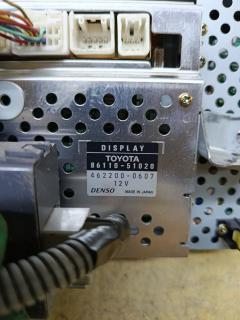 DISPLAY
TOYOTA
86110-51020
462200-0607
12V
DENSO MADE IN JAPAN